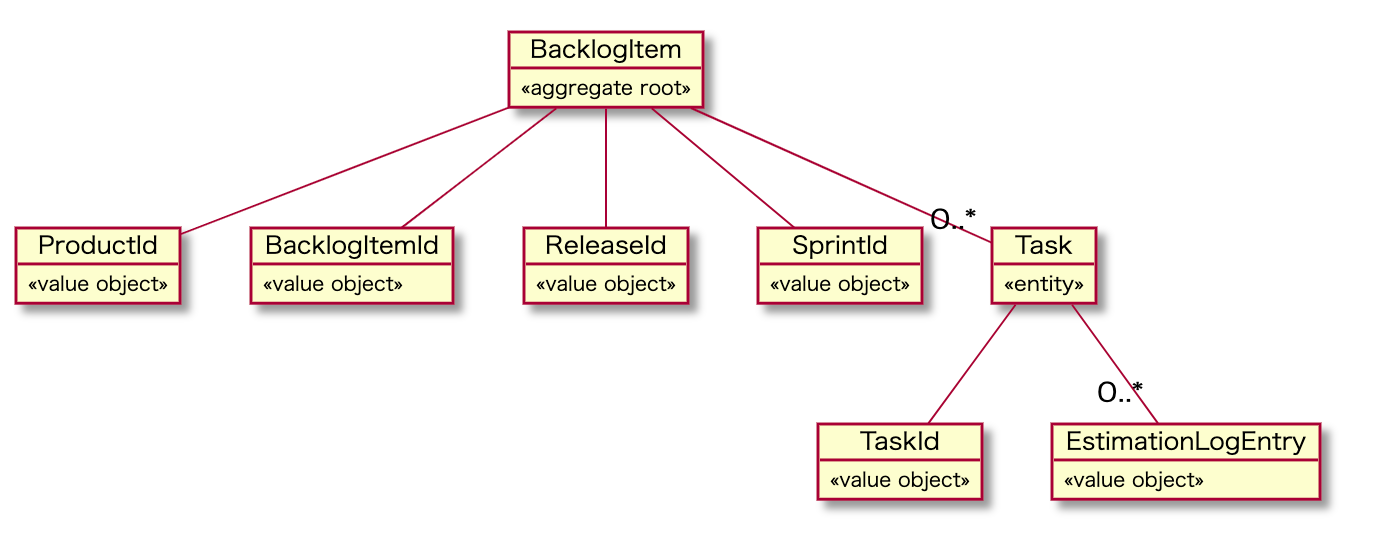 BacklogItem
«aggregate root»
0..*
ProductId
«value object»
BacklogItemId
«value object»
ReleaseId
«value object»
SprintId
«value object»
Task
«entity»
0..*
TaskId
«value object»
EstimationLogEntry
«value object»